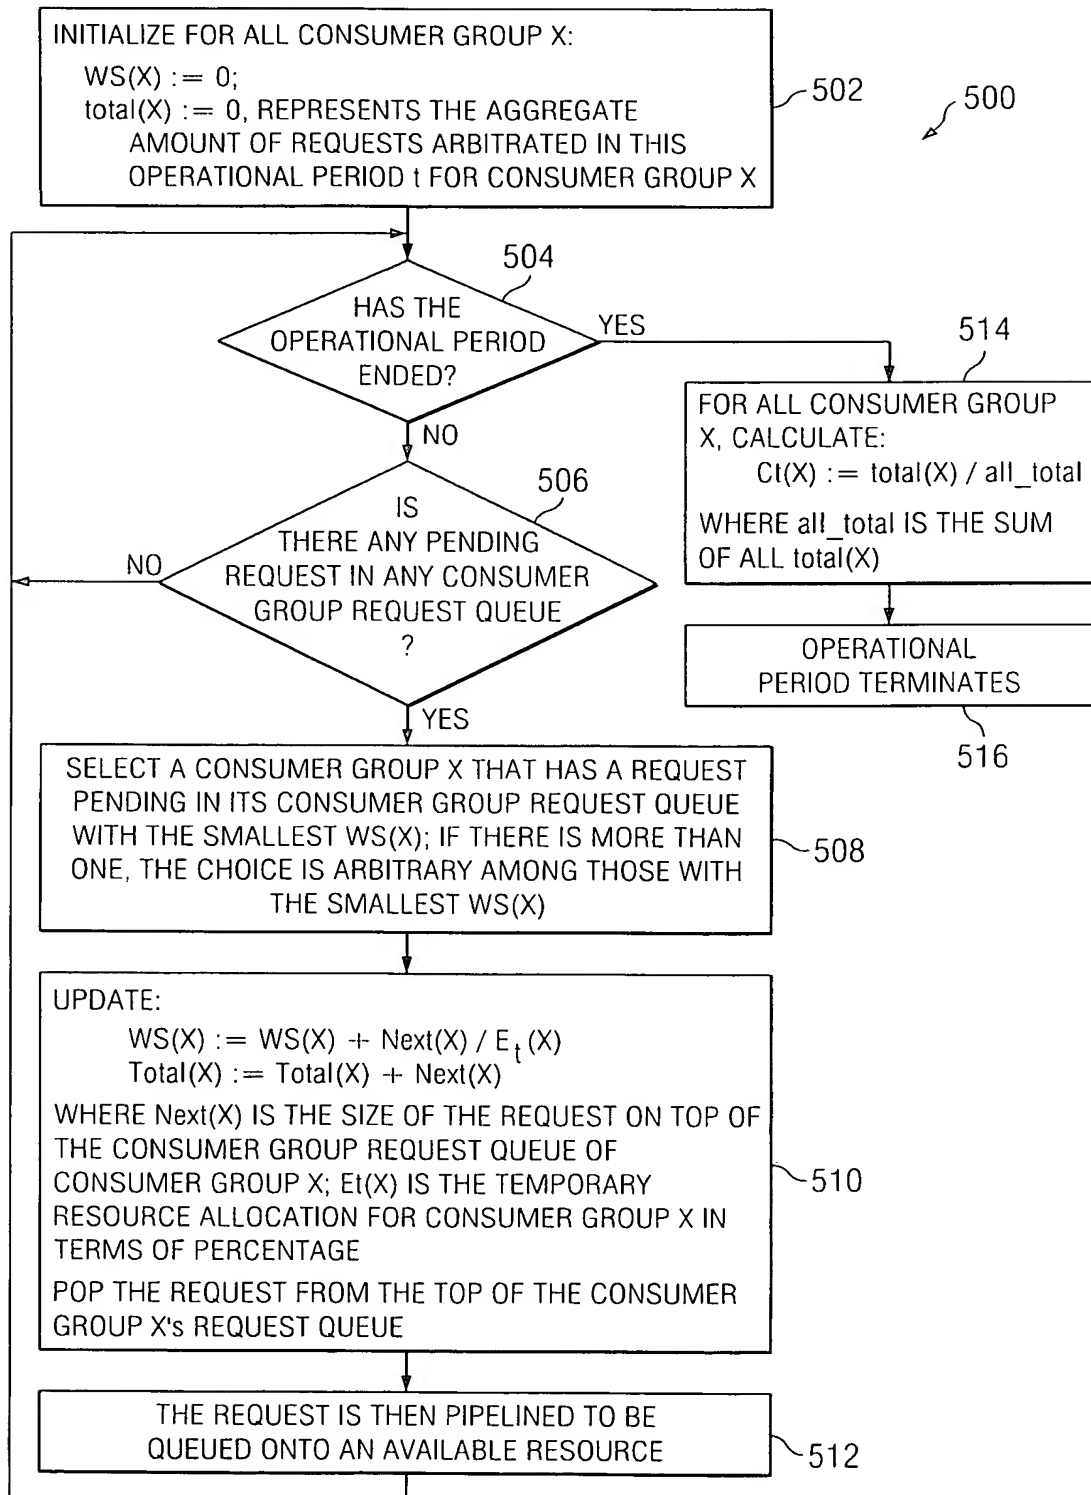 INITIALIZE FOR ALL CONSUMER GROUP X:
WS(X) := 0;
total(X) := 0, REPRESENTS THE AGGREGATE
AMOUNT OF REQUESTS ARBITRATED IN THIS
OPERATIONAL PERIOD t FOR CONSUMER GROUP X
502
500
504
HAS THE
OPERATIONAL PERIOD
ENDED?
YES
NO
514
FOR ALL CONSUMER GROUP
X, CALCULATE:
Ct(X) := total(X) / all_total
WHERE all_total IS THE SUM
OF ALL total(X)
OPERATIONAL
PERIOD TERMINATES
516
506
IS
THERE ANY PENDING
REQUEST IN ANY CONSUMER
GROUP REQUEST QUEUE
?
NO
YES
SELECT A CONSUMER GROUP X THAT HAS A REQUEST
PENDING IN ITS CONSUMER GROUP REQUEST QUEUE
WITH THE SMALLEST WS(X); IF THERE IS MORE THAN
ONE, THE CHOICE IS ARBITRARY AMONG THOSE WITH
THE SMALLEST WS(X)
508
UPDATE:
WS(X) := WS(X) + Next(X) / E_t (X)
Total(X) := Total(X) + Next(X)
WHERE Next(X) IS THE SIZE OF THE REQUEST ON TOP OF
THE CONSUMER GROUP REQUEST QUEUE OF
CONSUMER GROUP X; Et(X) IS THE TEMPORARY
RESOURCE ALLOCATION FOR CONSUMER GROUP X IN
TERMS OF PERCENTAGE
POP THE REQUEST FROM THE TOP OF THE CONSUMER
GROUP X's REQUEST QUEUE
510
THE REQUEST IS THEN PIPELINED TO BE
QUEUED ONTO AN AVAILABLE RESOURCE
512